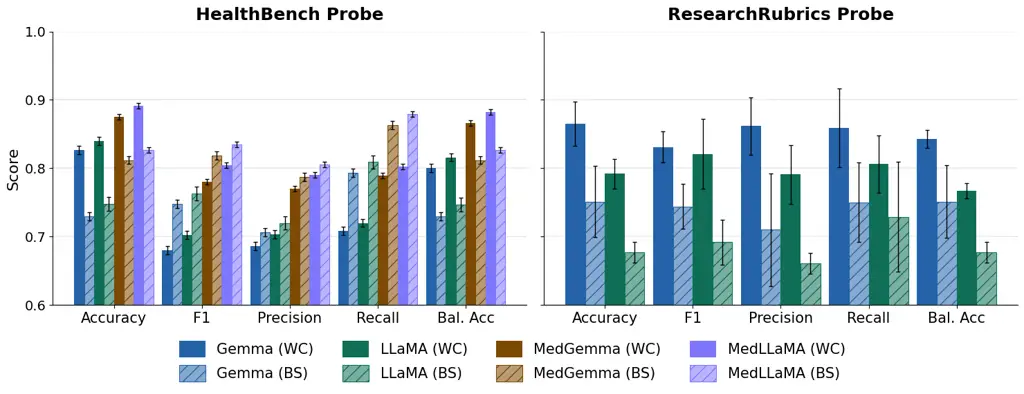 HealthBench Probe
ResearchRubrics Probe
Score
1.0
0.9
0.8
0.7
0.6
Accuracy F1 Precision Recall Bal. Acc
Accuracy F1 Precision Recall Bal. Acc
Gemma (WC) LLaMA (WC) MedGemma (WC) MedLLaMA (WC)
Gemma (BS) LLaMA (BS) MedGemma (BS) MedLLaMA (BS)